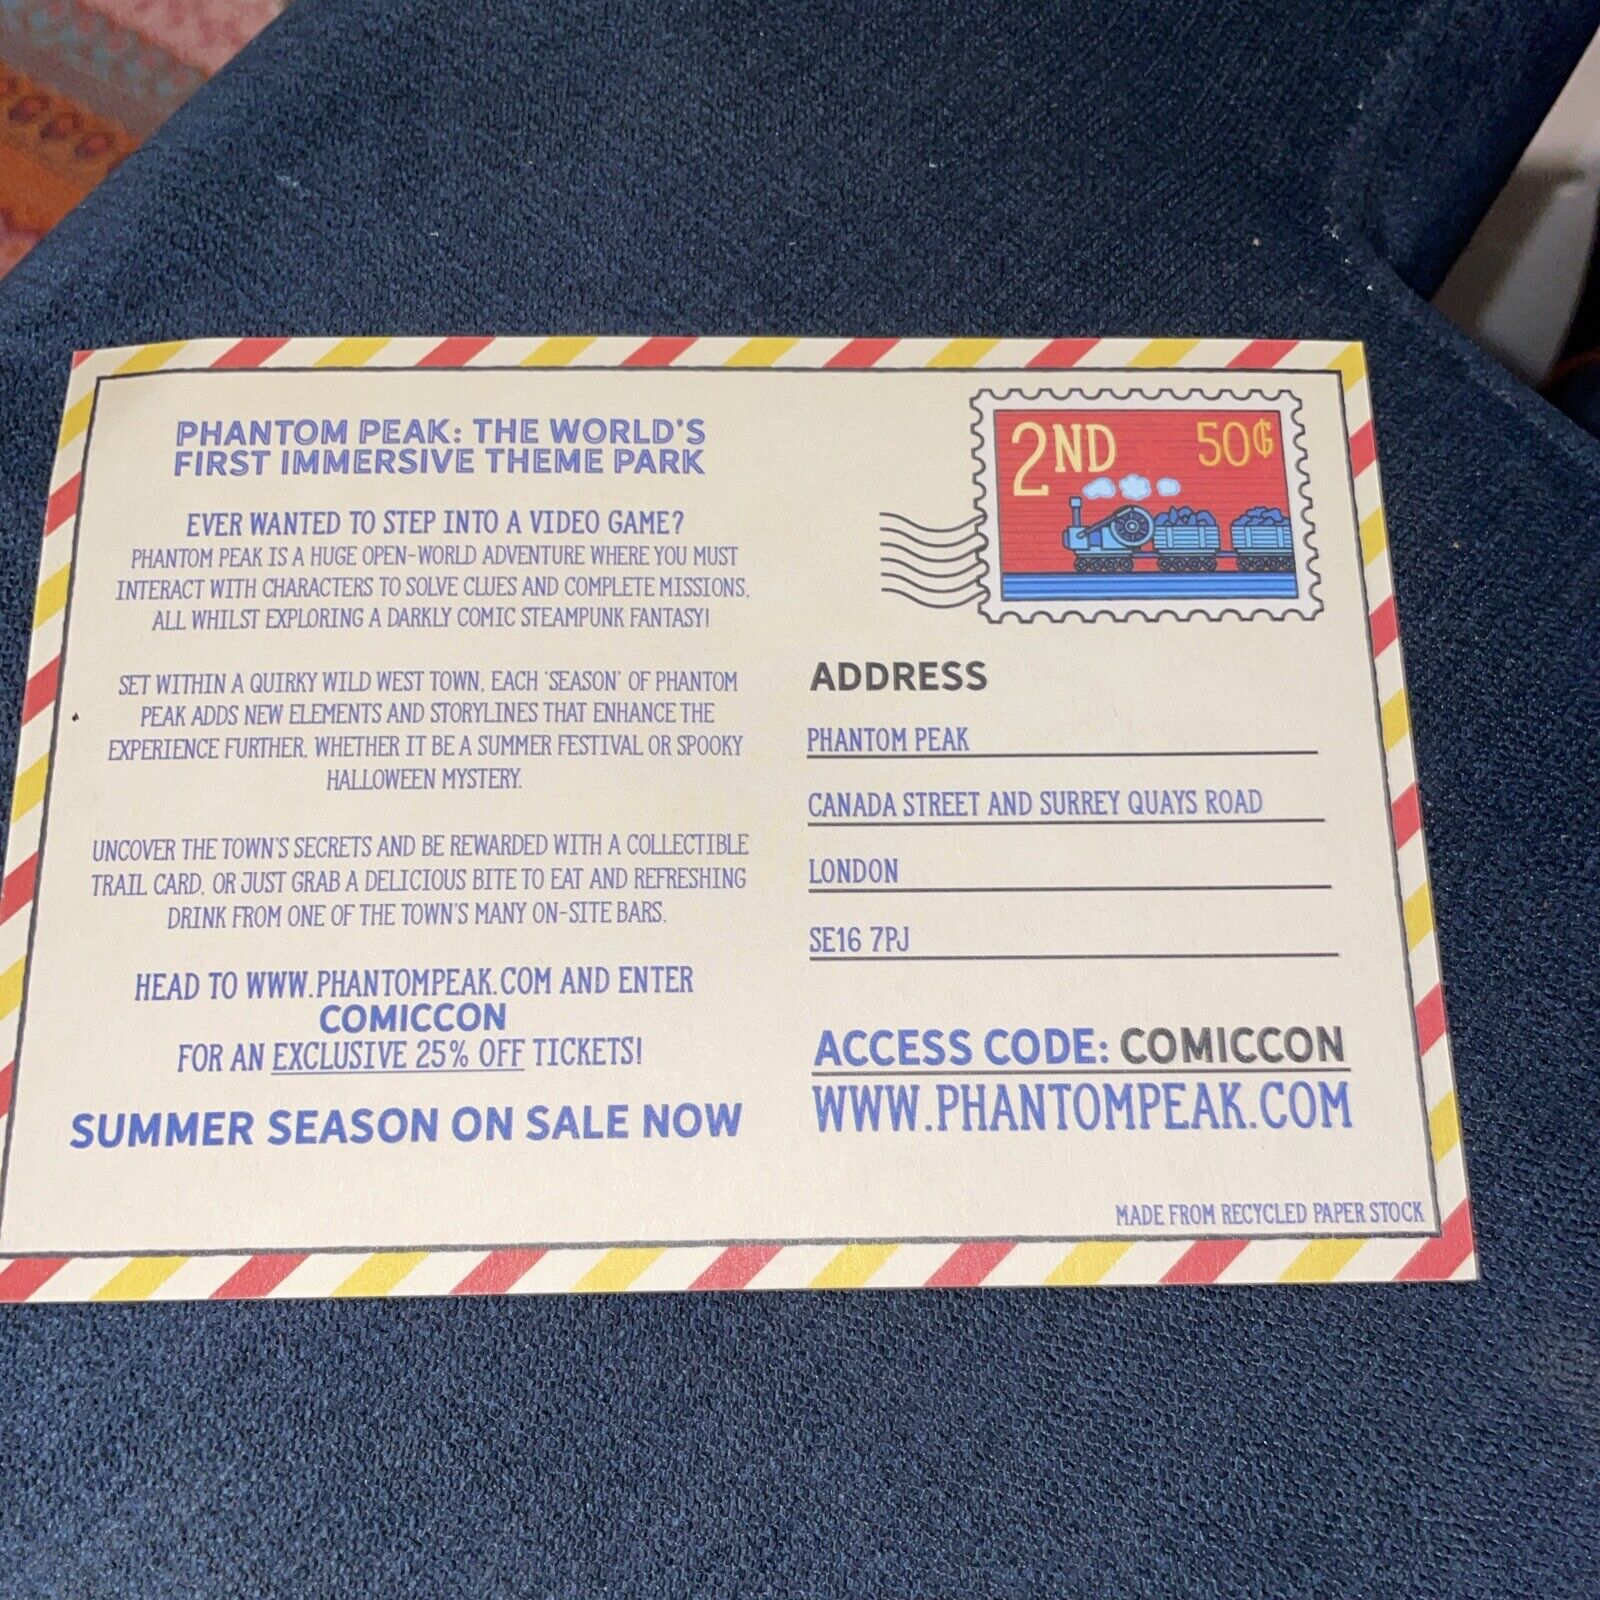 PHANTOM PEAK: THE WORLD'S
FIRST IMMERSIVE THEME PARK
EVER WANTED TO STEP INTO A VIDEO GAME?
PHANTOM PEAK IS A HUGE OPEN-WORLD ADVENTURE WHERE YOU MUST
INTERACT WITH CHARACTERS TO SOLVE CLUES AND COMPLETE MISSIONS,
ALL WHILST EXPLORING A DARKLY COMIC STEAMPUNK FANTASY!
SET WITHIN A QUIRKY WILD WEST TOWN, EACH 'SEASON' OF PHANTOM
PEAK ADDS NEW ELEMENTS AND STORYLINES THAT ENHANCE THE
EXPERIENCE FURTHER, WHETHER IT BE A SUMMER FESTIVAL OR SPOOKY
HALLOWEEN MYSTERY.
UNCOVER THE TOWN'S SECRETS AND BE REWARDED WITH A COLLECTIBLE
TRAIL CARD, OR JUST GRAB A DELICIOUS BITE TO EAT AND REFRESHING
DRINK FROM ONE OF THE TOWN'S MANY ON-SITE BARS.
HEAD TO WWW.PHANTOMPEAK.COM AND ENTER
COMICCON
FOR AN EXCLUSIVE 25% OFF TICKETS!
SUMMER SEASON ON SALE NOW
2ND 50₲
ADDRESS
PHANTOM PEAK
CANADA STREET AND SURREY QUAYS ROAD
LONDON
SE16 7PJ
ACCESS CODE: COMICCON
WWW.PHANTOMPEAK.COM
MADE FROM RECYCLED PAPER STOCK